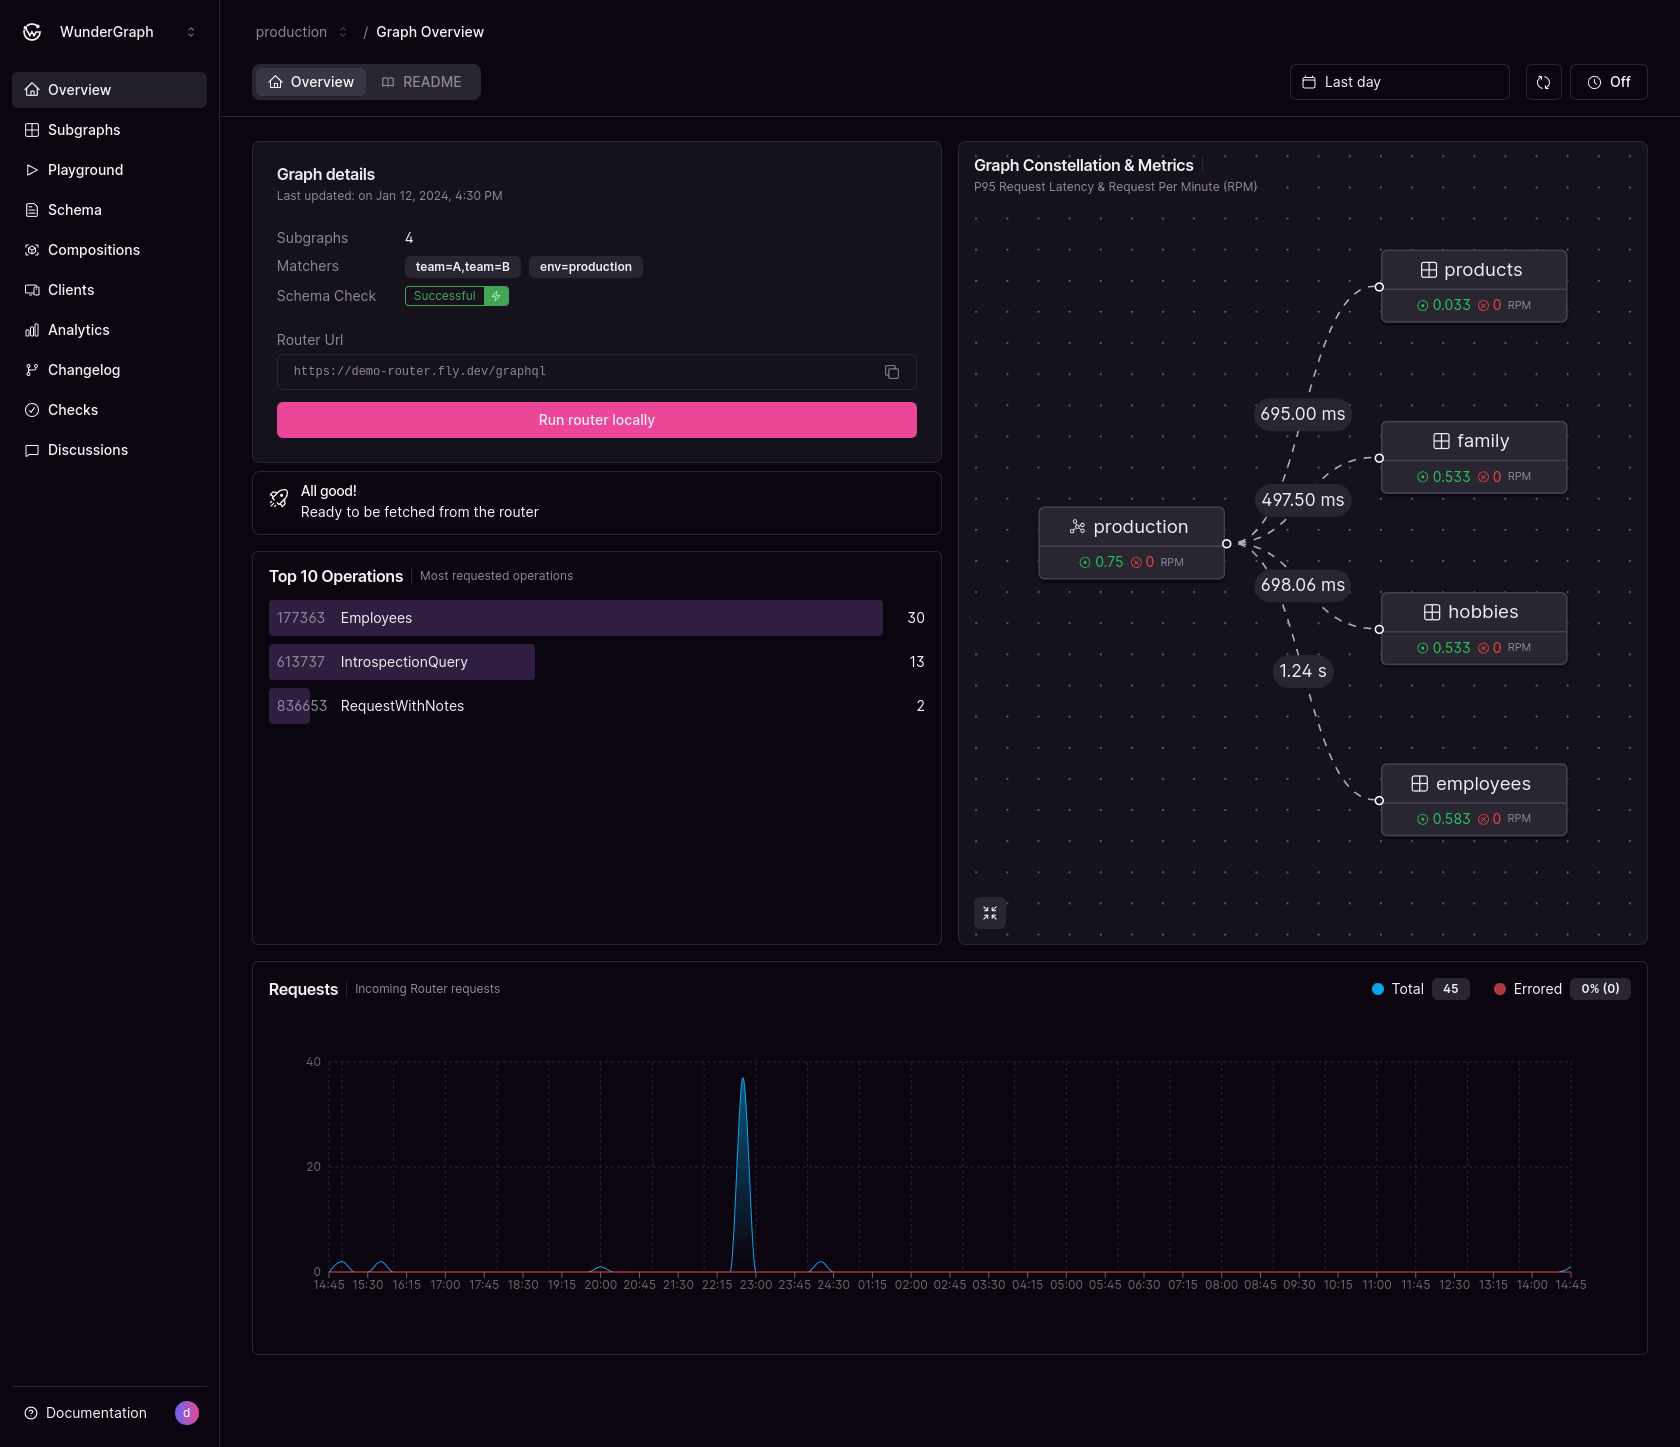 WunderGraph
Overview
Subgraphs
Playground
Schema
Compositions
Clients
Analytics
Changelog
Checks
Discussions
Documentation
d
production / Graph Overview
Overview README
Last day
Off
Graph details
Last updated: on Jan 12, 2024, 4:30 PM
Subgraphs 4
Matchers team=A,team=B env=production
Schema Check Successful
Router Url
https://demo-router.fly.dev/graphql
Run router locally
All good!
Ready to be fetched from the router
Top 10 Operations Most requested operations
177363 Employees 30
613737 IntrospectionQuery 13
836653 RequestWithNotes 2
Graph Constellation & Metrics
P95 Request Latency & Request Per Minute (RPM)
products
0.033 0 RPM
695.00 ms
family
0.533 0 RPM
497.50 ms
production
0.75 0 RPM
698.06 ms
hobbies
0.533 0 RPM
1.24 s
employees
0.583 0 RPM
Requests Incoming Router requests
Total 45 Errored 0% (0)
40
20
0
14:45 15:30 16:15 17:00 17:45 18:30 19:15 20:00 20:45 21:30 22:15 23:00 23:45 24:30 01:15 02:00 02:45 03:30 04:15 05:00 05:45 06:30 07:15 08:00 08:45 09:30 10:15 11:00 11:45 12:30 13:15 14:00 14:45